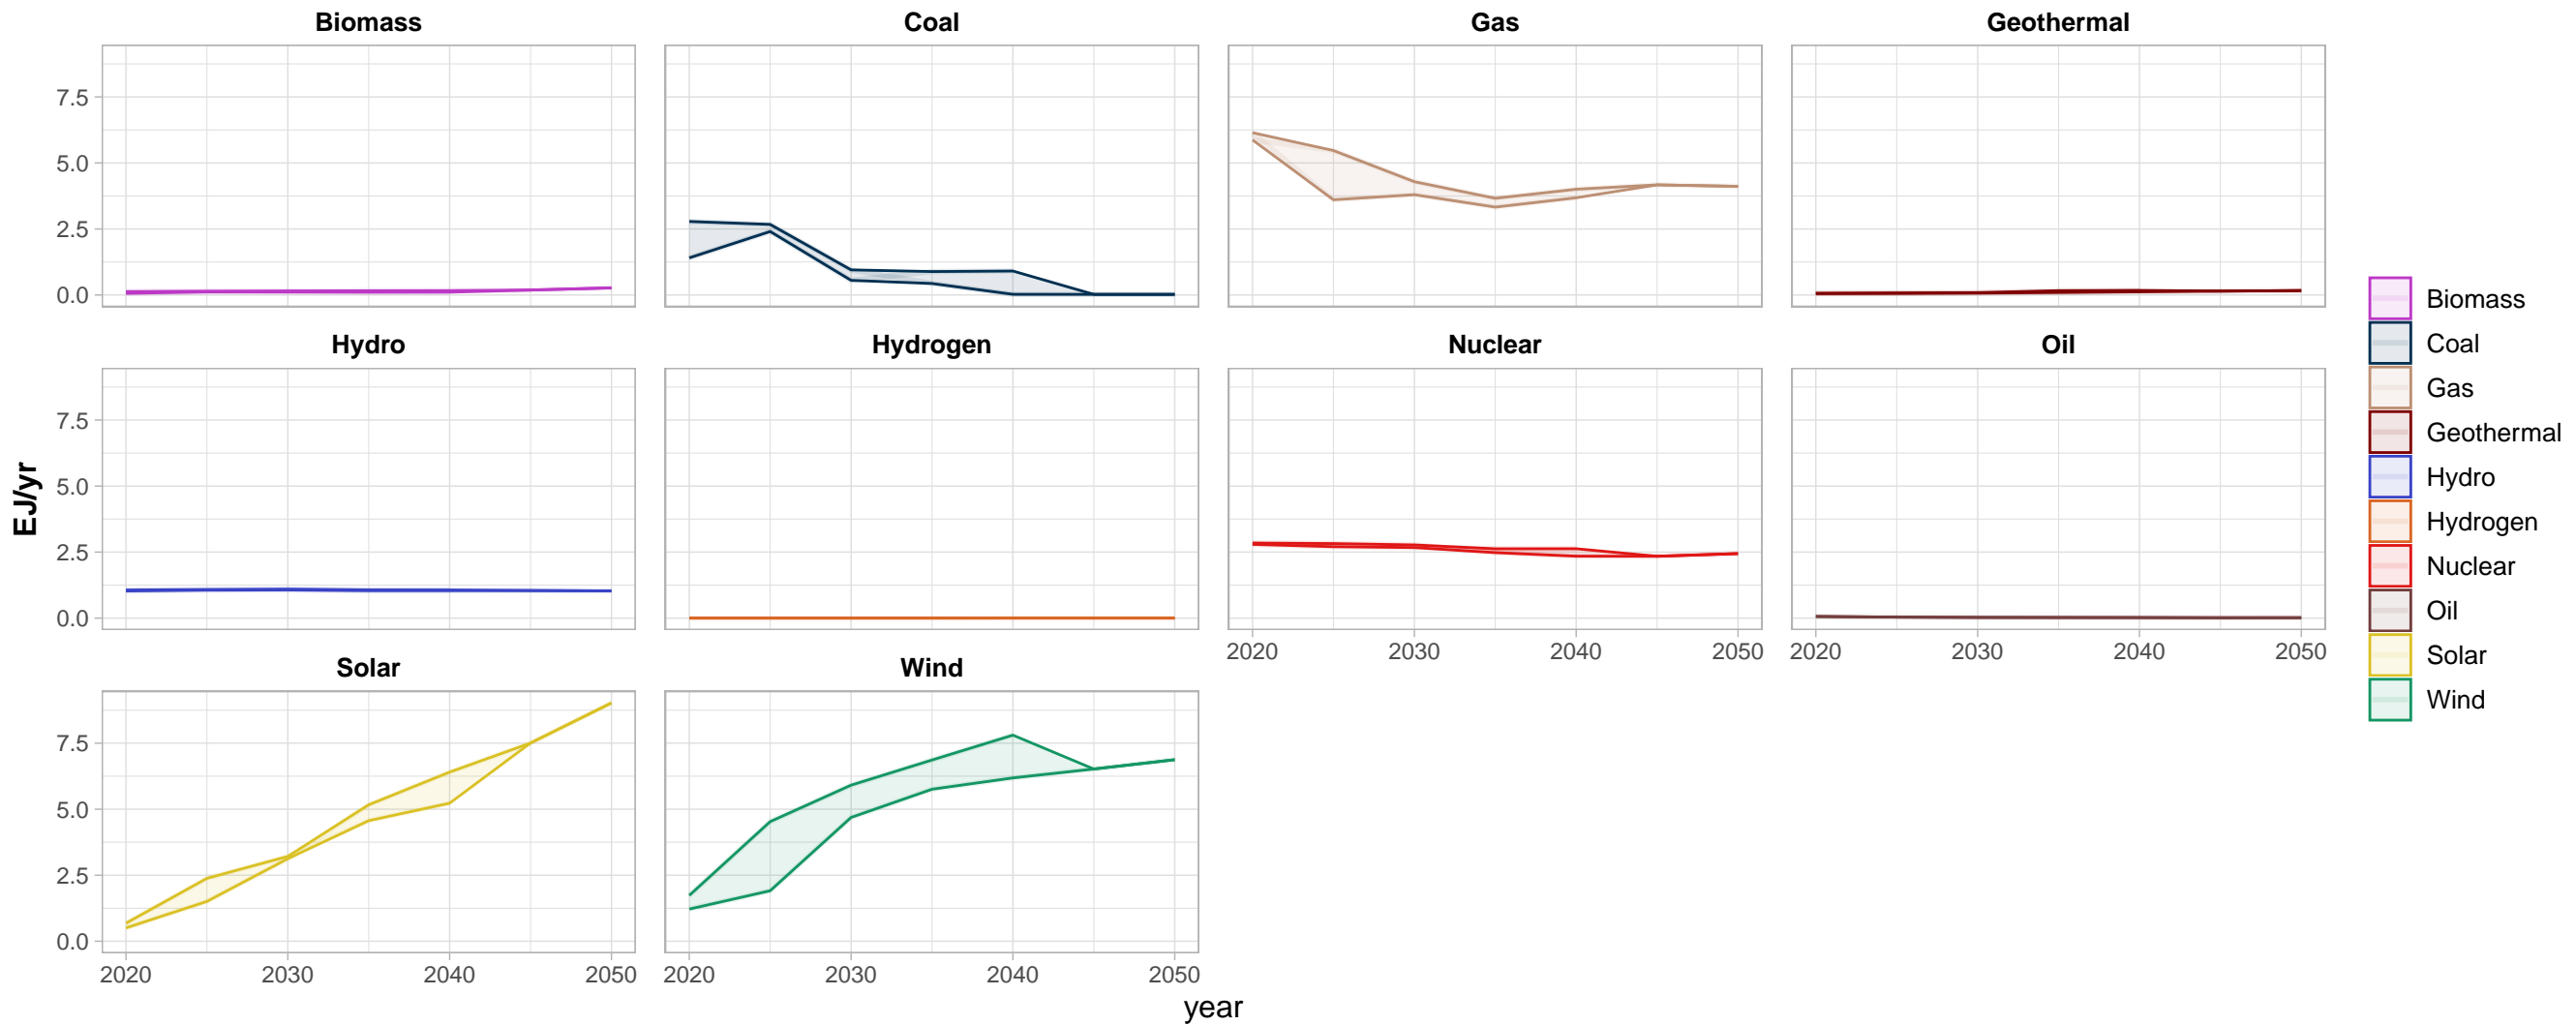 Biomass
Coal
Gas
Geothermal
7.5
5.0
2.5
0.0
Hydro
Hydrogen
Nuclear
Oil
7.5
5.0
2.5
0.0
2020 2030 2040 2050
2020 2030 2040 2050
Solar
Wind
7.5
5.0
2.5
0.0
2020 2030 2040 2050
2020 2030 2040 2050
year
EJ/yr
Biomass
Coal
Gas
Geothermal
Hydro
Hydrogen
Nuclear
Oil
Solar
Wind